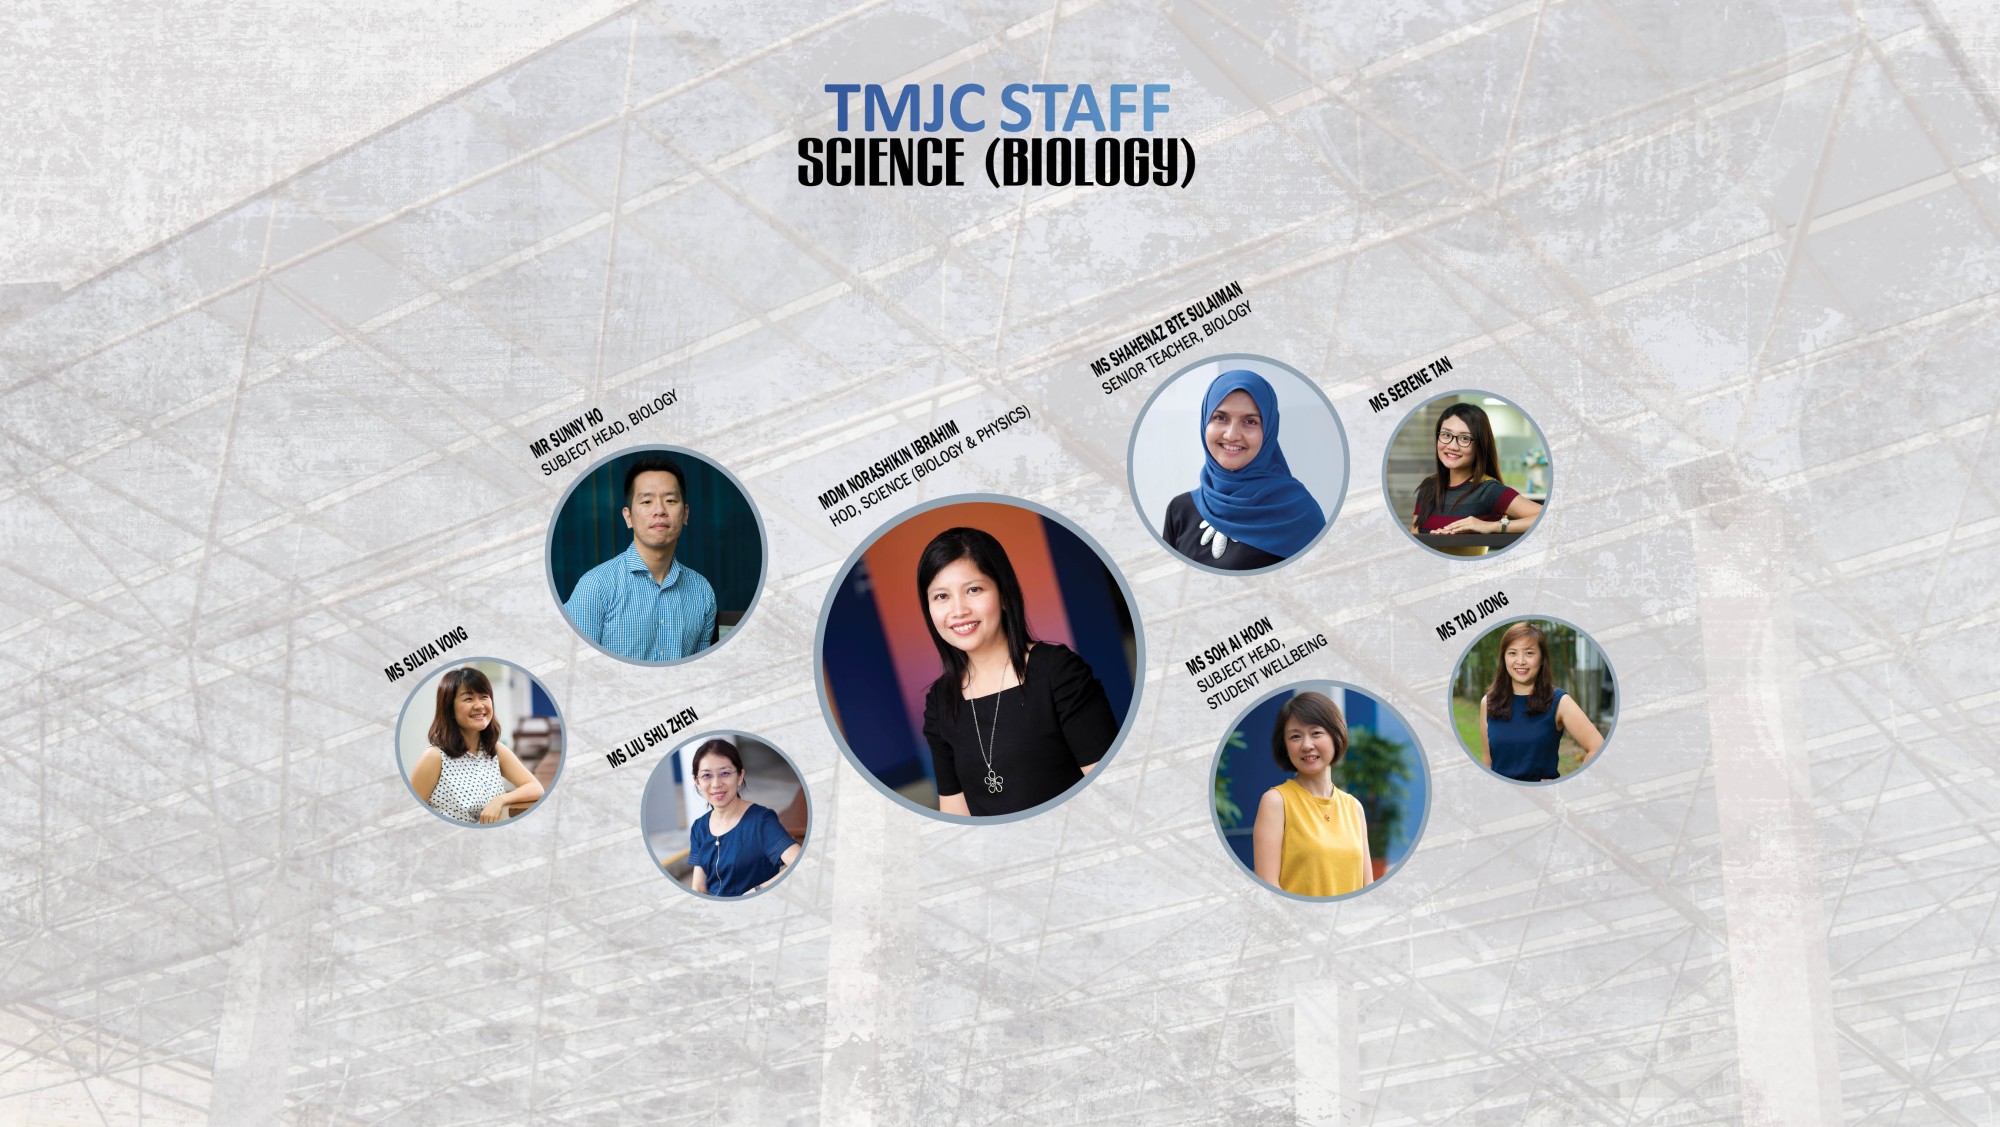 TMJC STAFF
SCIENCE (BIOLOGY)
MS SHAHENAZ BTE SULAIMAN
SENIOR TEACHER, BIOLOGY
MS SERENE TAN
MR SUNNY HO
SUBJECT HEAD, BIOLOGY
MDM NORASHIKIN IBRAHIM
HOD, SCIENCE (BIOLOGY & PHYSICS)
MS SILVIA VONG
MS LIU SHU ZHEN
MS SOH AI HOON
SUBJECT HEAD,
STUDENT WELLBEING
MS TAO JIONG